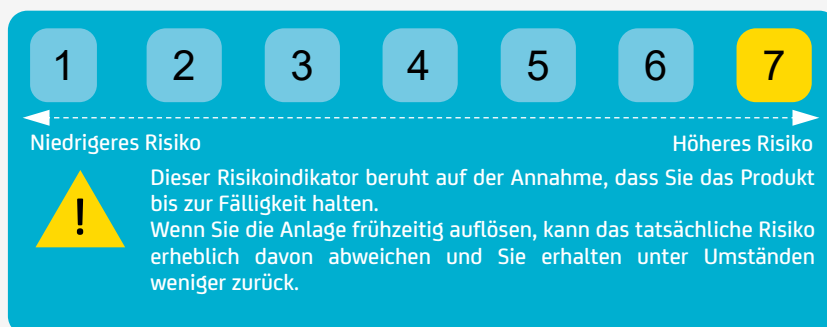 1 2 3 4 5 6 7
Niedrigeres Risiko Höheres Risiko
! Dieser Risikoindikator beruht auf der Annahme, dass Sie das Produkt
bis zur Fälligkeit halten.
Wenn Sie die Anlage frühzeitig auflösen, kann das tatsächliche Risiko
erheblich davon abweichen und Sie erhalten unter Umständen
weniger zurück.